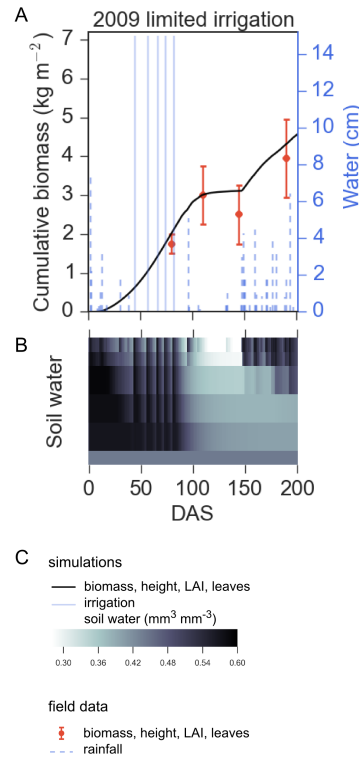 A
2009 limited irrigation
Cumulative biomass (kg m⁻²)
7
6
5
4
3
2
1
0
14
12
10
8
6
4
2
0
Water (cm)
B
Soil water
0 50 100 150 200
DAS
C
simulations
biomass, height, LAI, leaves
irrigation
soil water (mm³ mm⁻³)
0.30 0.36 0.42 0.48 0.54 0.60
field data
biomass, height, LAI, leaves
rainfall